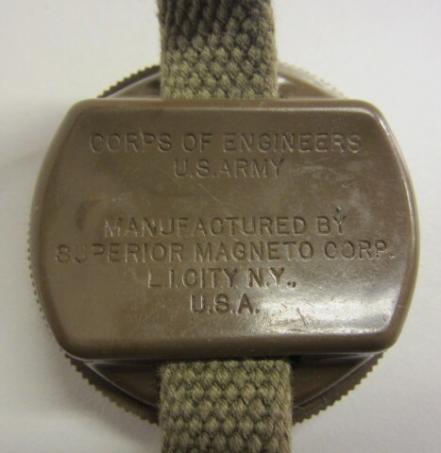 CORPS OF ENGINEERS
U.S.ARMY
MANUFACTURED BY
SUPERIOR MAGNETO CORP.
L.I.CITY N.Y.,
U.S.A.